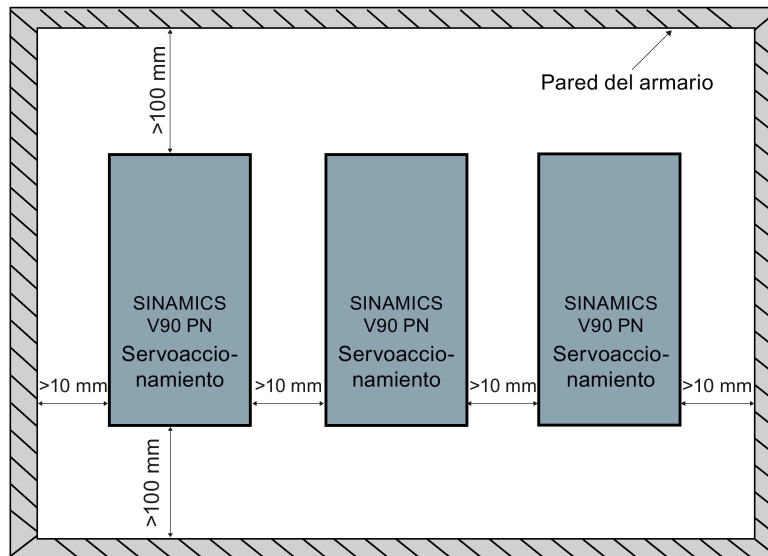 >100 mm
Pared del armario
SINAMICS
V90 PN
Servoaccio-
namiento
SINAMICS
V90 PN
Servoaccio-
namiento
SINAMICS
V90 PN
Servoaccio-
namiento
>10 mm
>10 mm
>10 mm
>10 mm
>100 mm